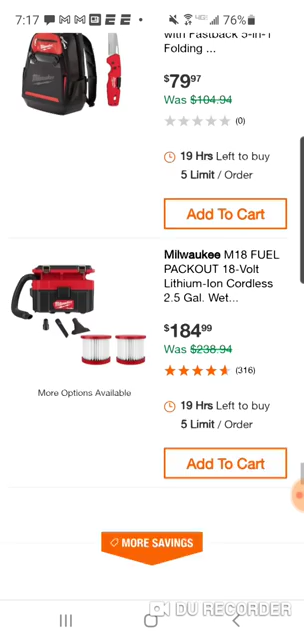 7:17
76%
with Fastback 5-in-1
Folding ...
$79.97
Was $104.94
(0)
19 Hrs Left to buy
5 Limit / Order
Add To Cart
Milwaukee M18 FUEL
PACKOUT 18-Volt
Lithium-Ion Cordless
2.5 Gal. Wet...
$184.99
Was $238.94
(316)
More Options Available
19 Hrs Left to buy
5 Limit / Order
Add To Cart
MORE SAVINGS
DU RECORDER